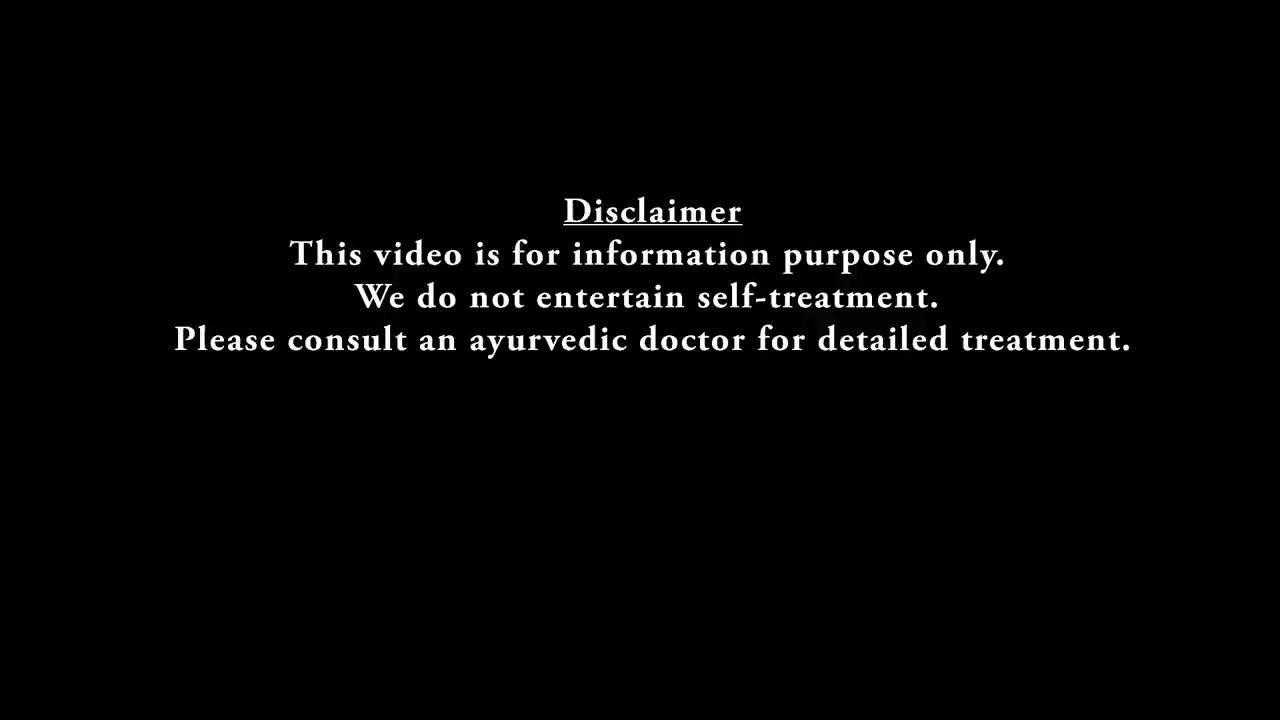 Disclaimer
This video is for information purpose only.
We do not entertain self-treatment.
Please consult an ayurvedic doctor for detailed treatment.